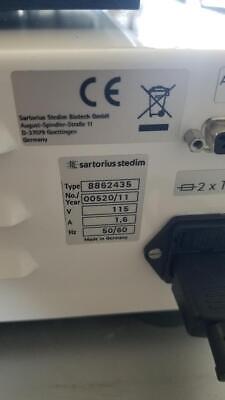 Sartorius Stedim Biotech GmbH
August-Spindler-Straße 11
D-37079 Goettingen
Germany
CE
A
sartorius stedim
2 x T
Type 8862435
No./Year 00520/11
V 115
A 1,6
Hz 50/60
Made in Germany